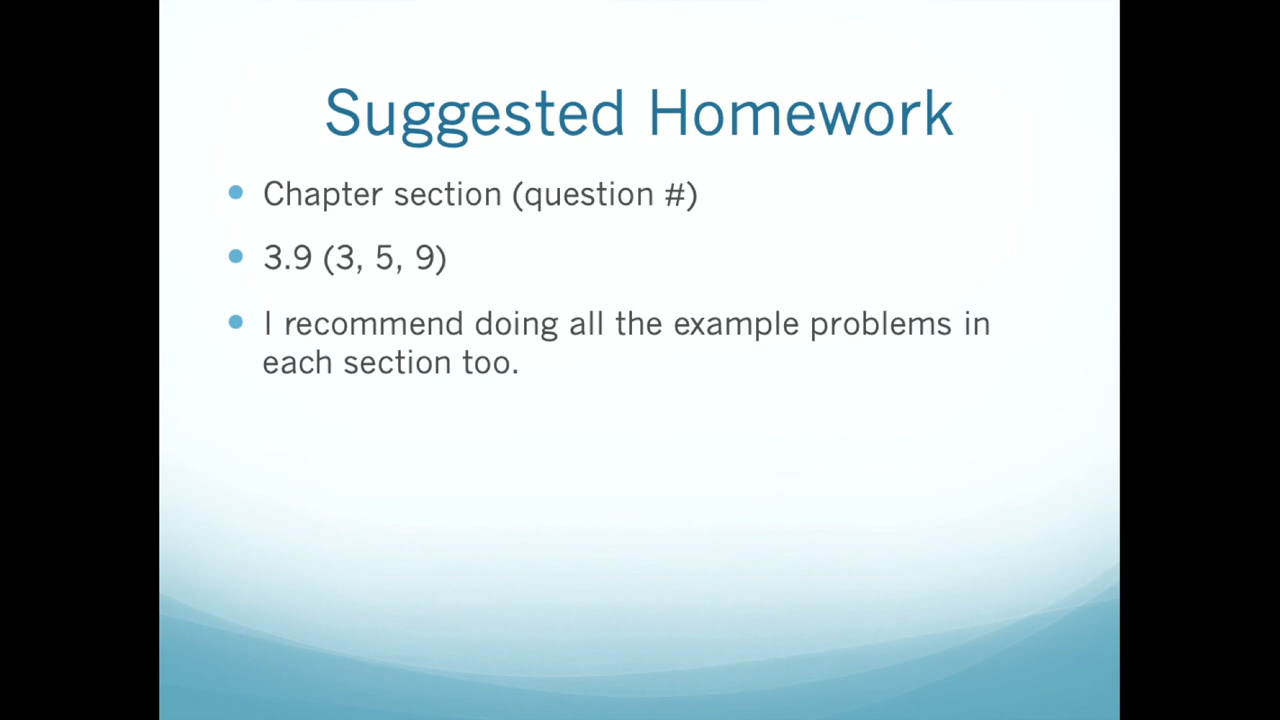 Suggested Homework
Chapter section (question #)
3.9 (3, 5, 9)
I recommend doing all the example problems in
each section too.